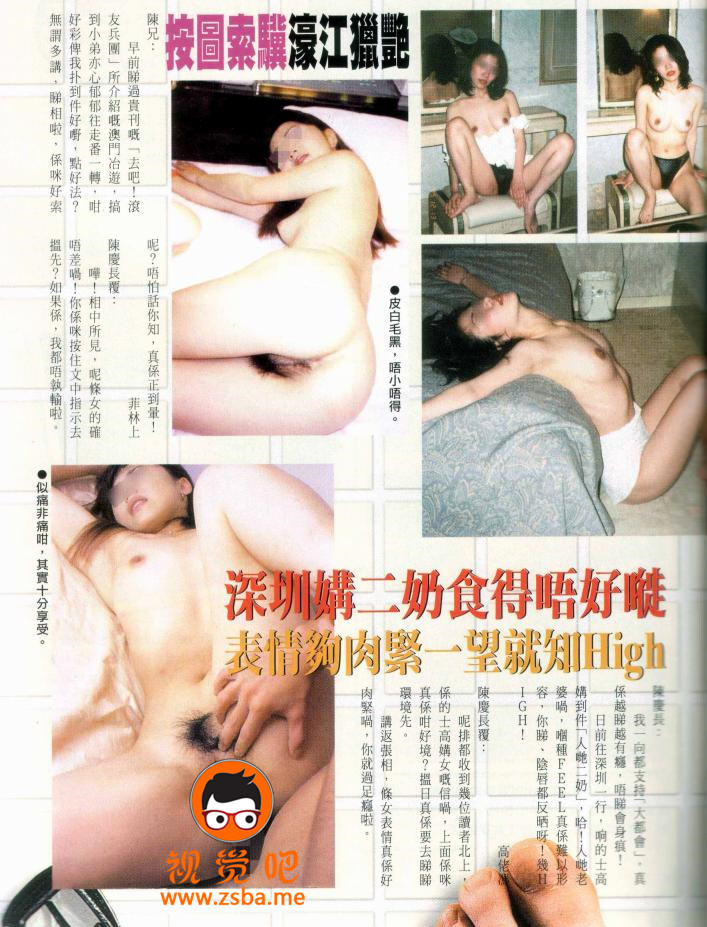 按圖索驥濠江獵艷
陳兄：
早前睇過貴刊嘅「去吧！滾
友兵團」所介紹嘅澳門冶遊，搞
到小弟亦心郁郁往走番一轉，咁
好彩俾我扑到件好嘢，點好法？
無謂多講，睇相啦，係咪好索
呢？唔怕話你知，真係正到暈！
菲林上
陳慶長覆：
嘩！相中所見，呢條女的確
唔差喎！你係咪按住文中指示去
搵先？如果係，我都唔執輸啦。
●皮白毛黑，唔小唔得。
●似痛非痛咁，其實十分享受。
深圳媾二奶食得唔好嘥
表情夠肉緊一望就知High
陳慶長：
我一向都支持「大都會」。真
係越睇越有癮，唔睇會身痕！
日前往深圳一行，响的士高
媾到件「人哋二奶」，哈！人哋老
婆喎，嗰種FEEL真係難以形
容，你睇、陰唇都反晒呀！幾H
IGH！
高佬
陳慶長覆：
呢排都收到幾位讀者北上，
係的士高媾女嘅信喎，上面係咪
真係咁好境？搵日真係要去睇睇
環境先。
講返張相，條女表情真係好
肉緊喎，你就過足癮啦。
视觉吧
www.zsba.me